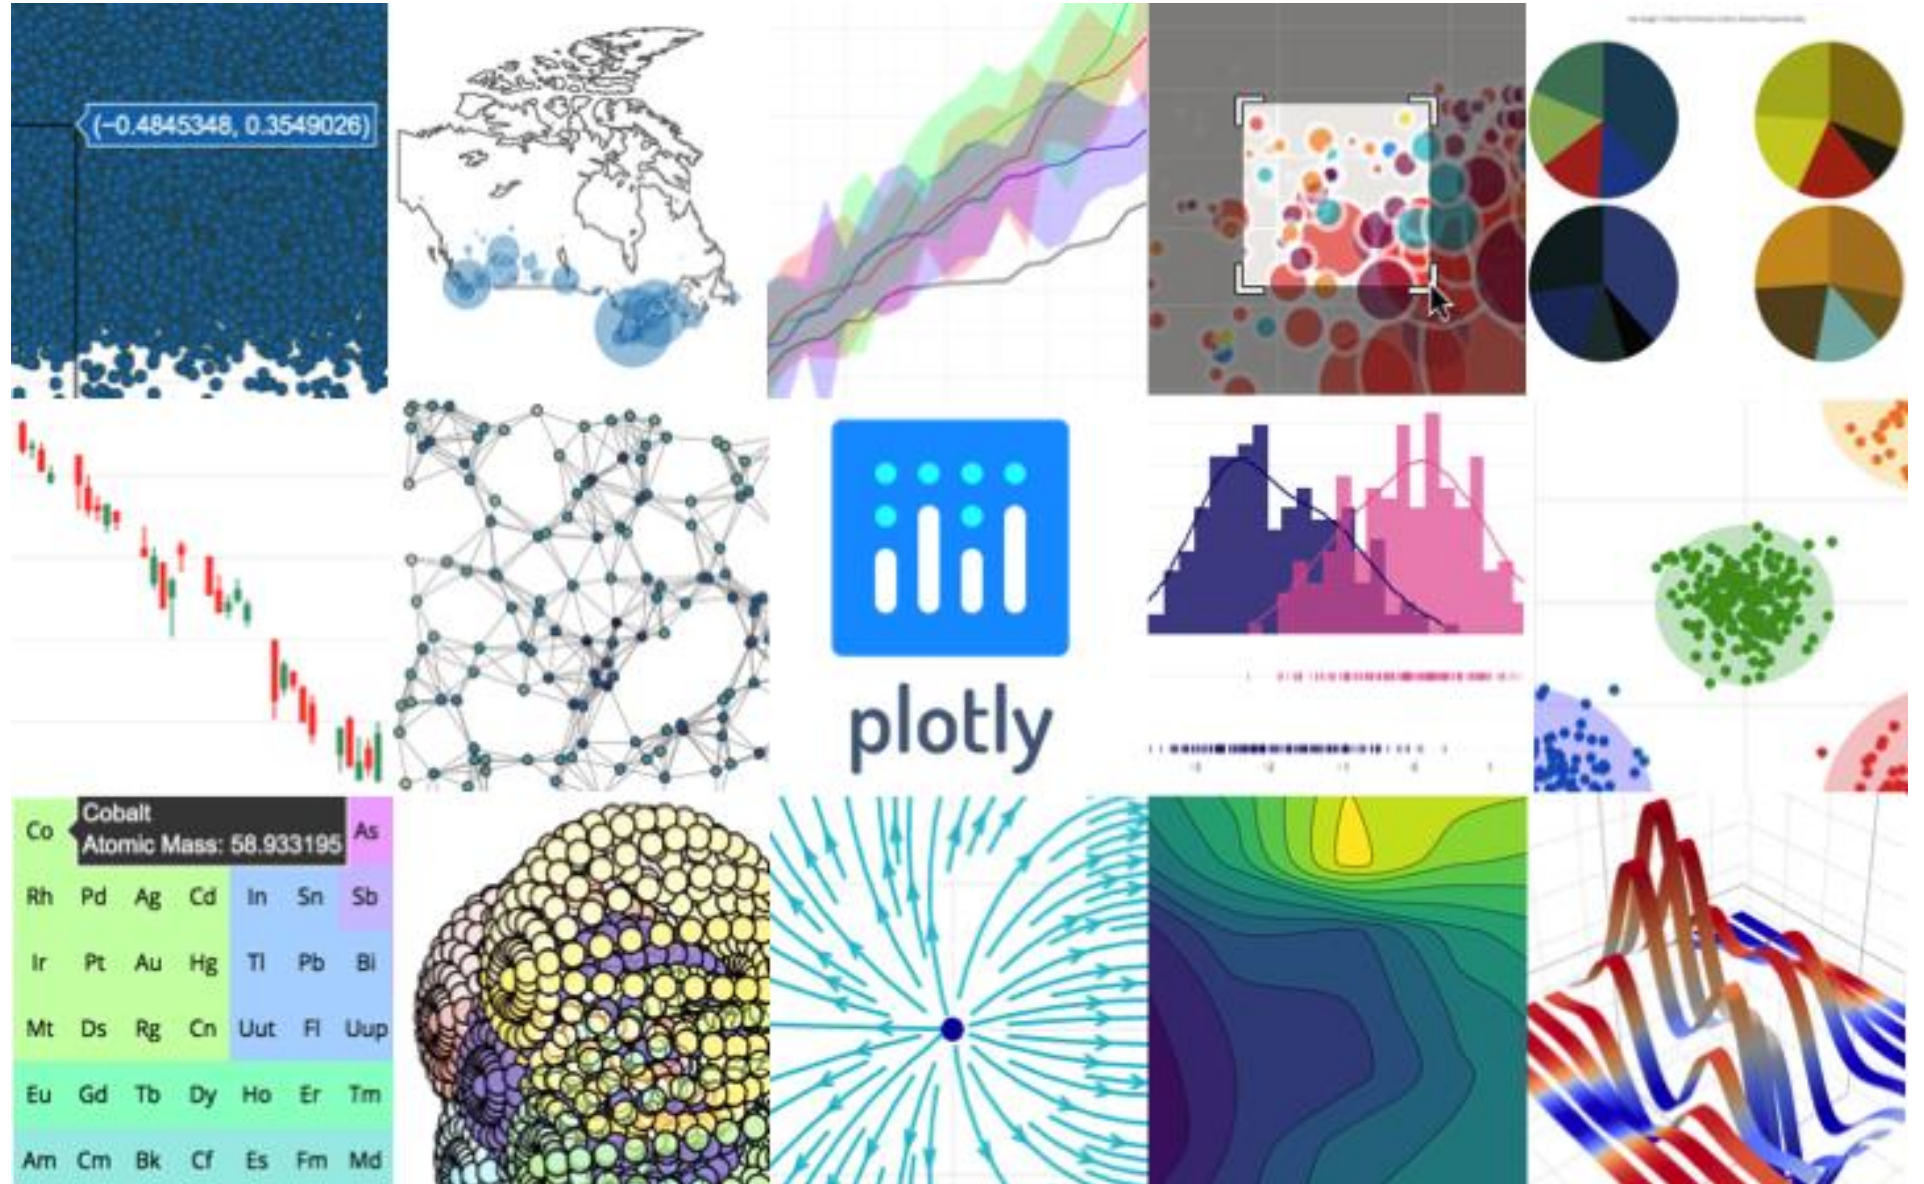 (−0.4845348, 0.3549026)
plotly
Cobalt
Atomic Mass: 58.933195
Co As
Rh Pd Ag Cd In Sn Sb
Ir Pt Au Hg Tl Pb Bi
Mt Ds Rg Cn Uut Fl Uup
Eu Gd Tb Dy Ho Er Tm
Am Cm Bk Cf Es Fm Md